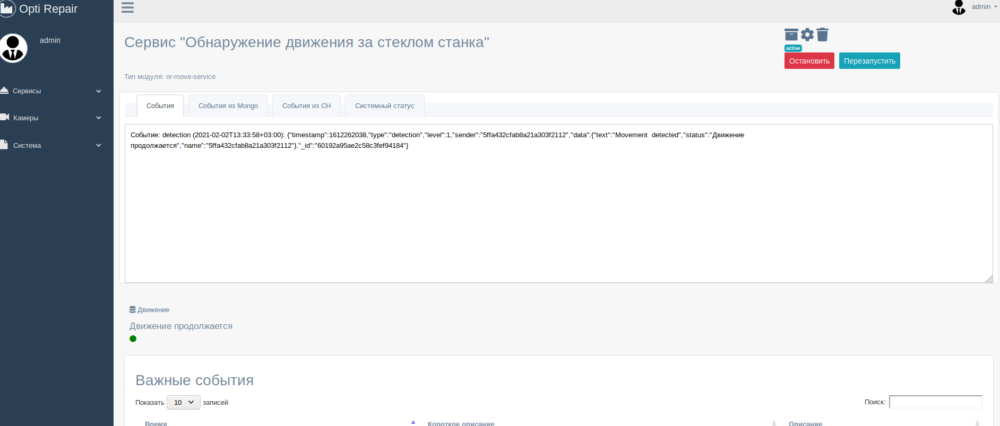 Opti Repair
admin
admin
Сервис "Обнаружение движения за стеклом станка"
active
Остановить Перезапустить
Тип модуля: or-move-service
Сервисы
Камеры
Система
События События из Mongo События из CH Системный статус
Событие: detection (2021-02-02T13:33:58+03:00): {"timestamp":1612262038,"type":"detection","level":1,"sender":"5ffa432cfab8a21a303f2112","data":{"text":"Movement  detected","status":"Движение
продолжается","name":"5ffa432cfab8a21a303f2112"},"_id":"60192a95ae2c58c3fef94184"}
Движение
Движение продолжается
Важные события
Показать 10 записей Поиск:
Время Короткое описание Описание